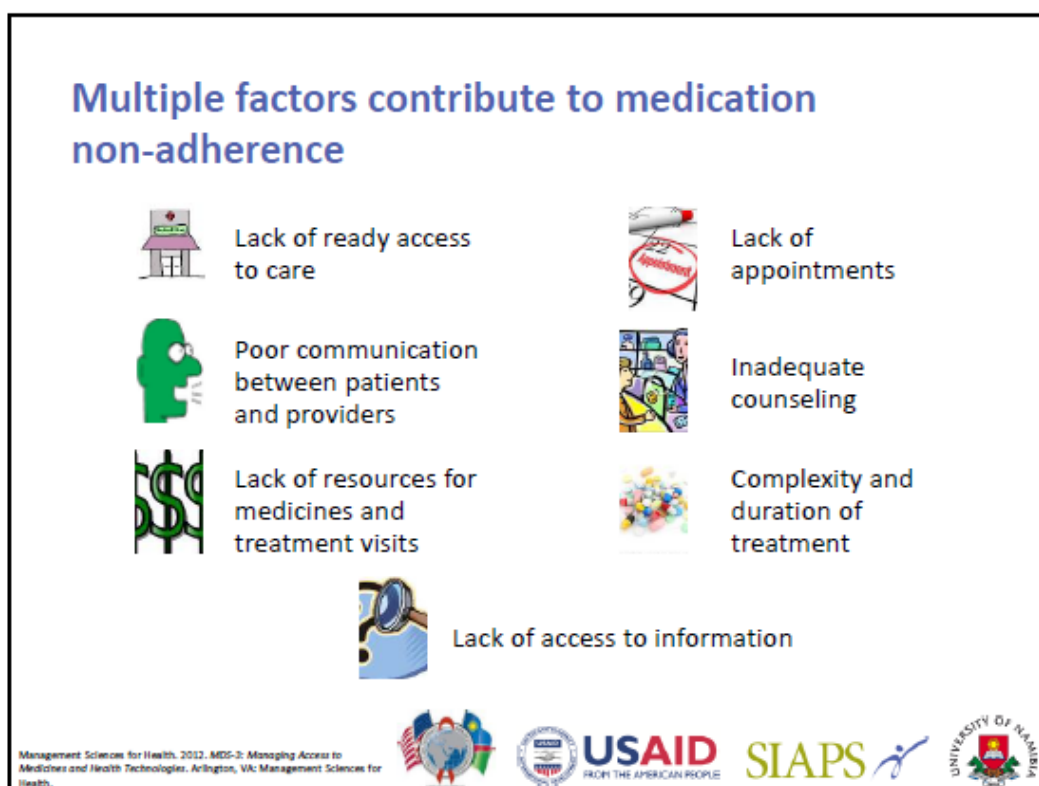 Multiple factors contribute to medication
non-adherence
Lack of ready access
to care
Appointment
Lack of
appointments
Poor communication
between patients
and providers
Inadequate
counseling
Lack of resources for
medicines and
treatment visits
Complexity and
duration of
treatment
Lack of access to information
Management Sciences for Health. 2012. MDS-3: Managing Access to
Medicines and Health Technologies. Arlington, VA: Management Sciences for
Health.
USAID
USAID
FROM THE AMERICAN PEOPLE
SIAPS
UNIVERSITY OF NAMIBIA